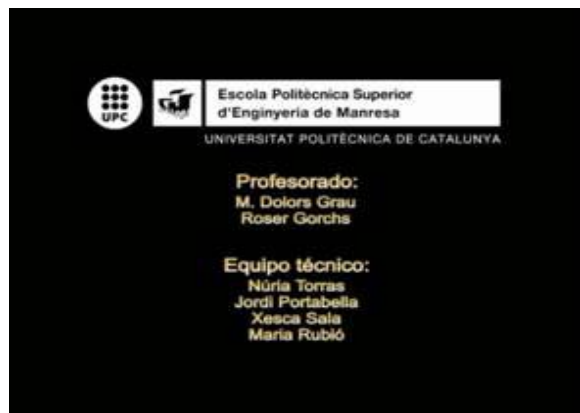 UPC
Escola Politècnica Superior
d'Enginyeria de Manresa
UNIVERSITAT POLITÈCNICA DE CATALUNYA
Profesorado:
M. Dolors Grau
Roser Gorchs
Equipo técnico:
Núria Torras
Jordi Portabella
Xesca Sala
Maria Rubió